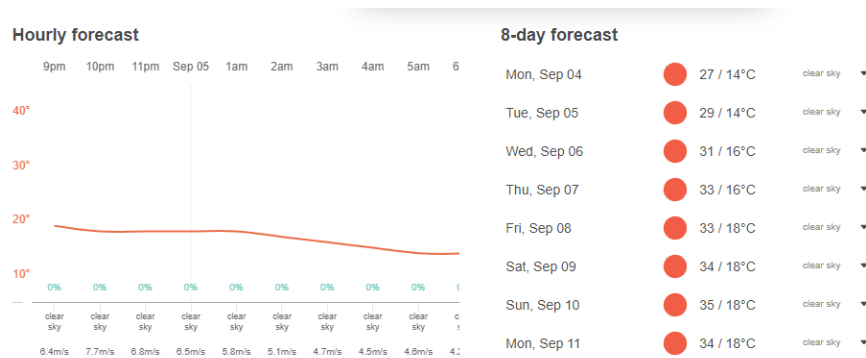 Hourly forecast
9pm 10pm 11pm Sep 05 1am 2am 3am 4am 5am 6
40°
30°
20°
10°
0% 0% 0% 0% 0% 0% 0% 0% 0%
clear clear clear clear clear clear clear clear clear
sky sky sky sky sky sky sky sky sky
6.4m/s 7.7m/s 6.8m/s 6.5m/s 5.8m/s 5.1m/s 4.7m/s 4.5m/s 4.6m/s 4.2
8-day forecast
Mon, Sep 04 27 / 14°C clear sky
Tue, Sep 05 29 / 14°C clear sky
Wed, Sep 06 31 / 16°C clear sky
Thu, Sep 07 33 / 16°C clear sky
Fri, Sep 08 33 / 18°C clear sky
Sat, Sep 09 34 / 18°C clear sky
Sun, Sep 10 35 / 18°C clear sky
Mon, Sep 11 34 / 18°C clear sky